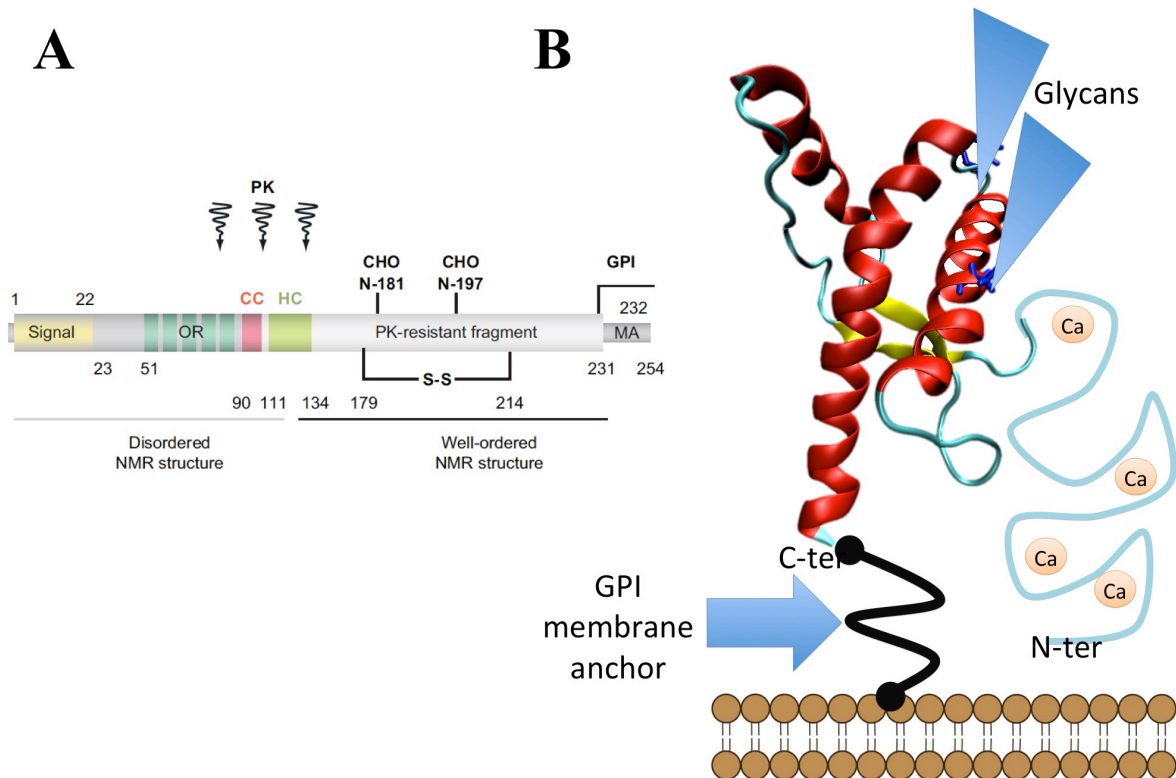 A
B
Glycans
PK
CHO
N-181
CHO
N-197
GPI
1
22
CC
HC
232
Signal
OR
PK-resistant fragment
MA
23
51
S-S
231
254
90
111
134
179
214
Disordered
NMR structure
Well-ordered
NMR structure
Ca
Ca
Ca
Ca
C-ter
GPI
membrane
anchor
N-ter